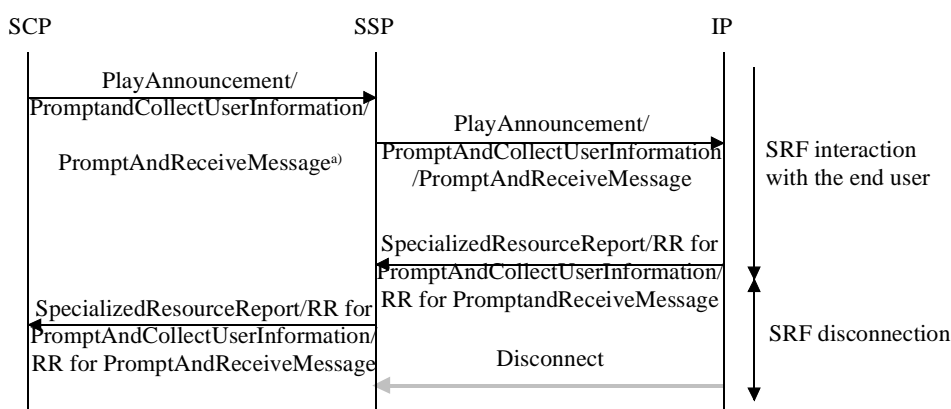 SCP
SSP
IP
PlayAnnouncement/
PromptandCollectUserInformation/
PromptAndReceiveMessageᵃ⁾
PlayAnnouncement/
PromptAndCollectUserInformation
/PromptAndReceiveMessage
SRF interaction
with the end user
SpecializedResourceReport/RR for
PromptAndCollectUserInformation/
RR for PromptandReceiveMessage
SpecializedResourceReport/RR for
PromptAndCollectUserInformation/
RR for PromptAndReceiveMessage
Disconnect
SRF disconnection